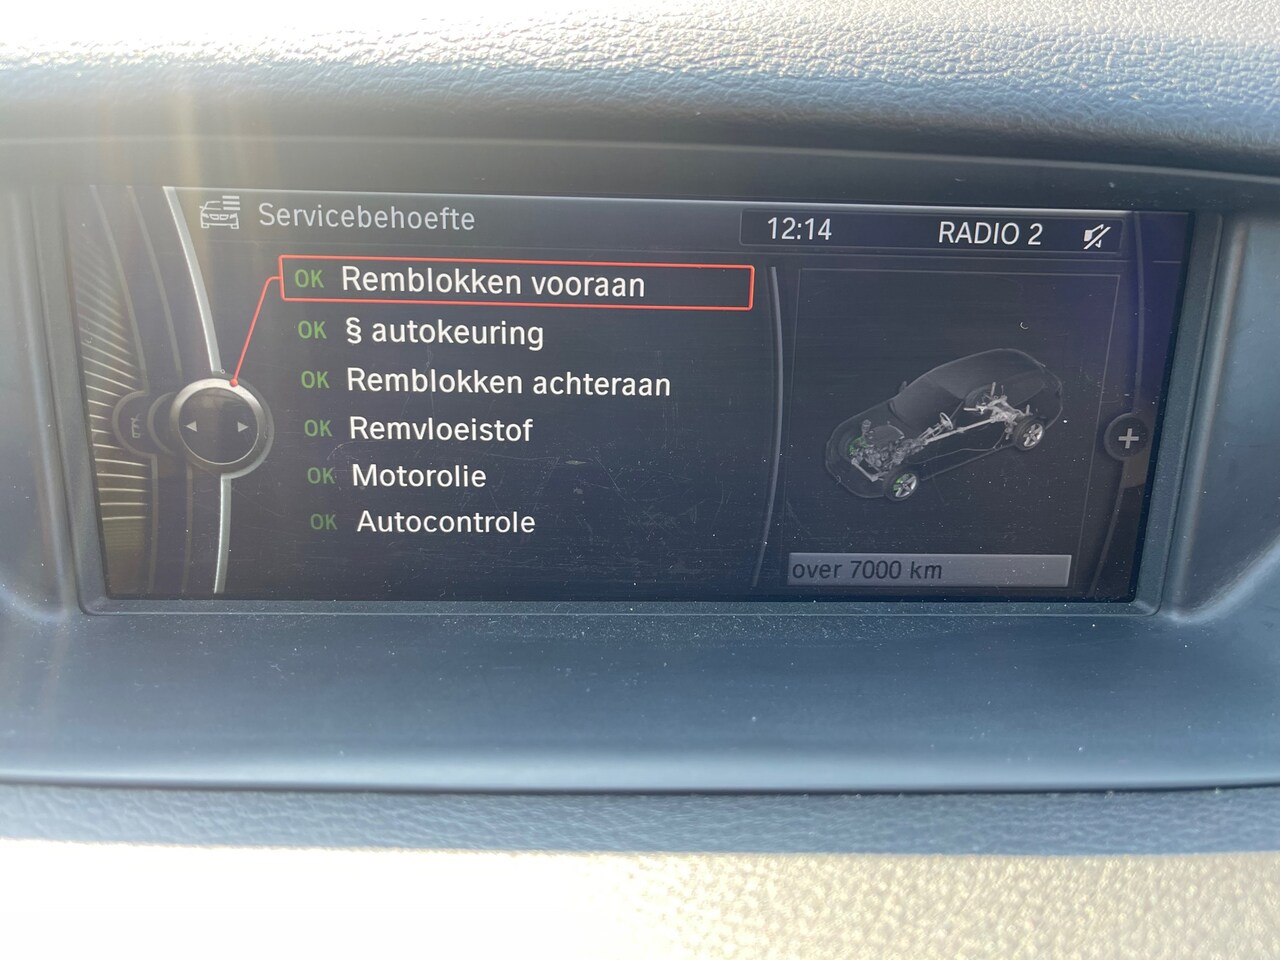 Servicebehoefte
12:14 RADIO 2
OK Remblokken vooraan
OK § autokeuring
OK Remblokken achteraan
OK Remvloeistof
OK Motorolie
OK Autocontrole
over 7000 km